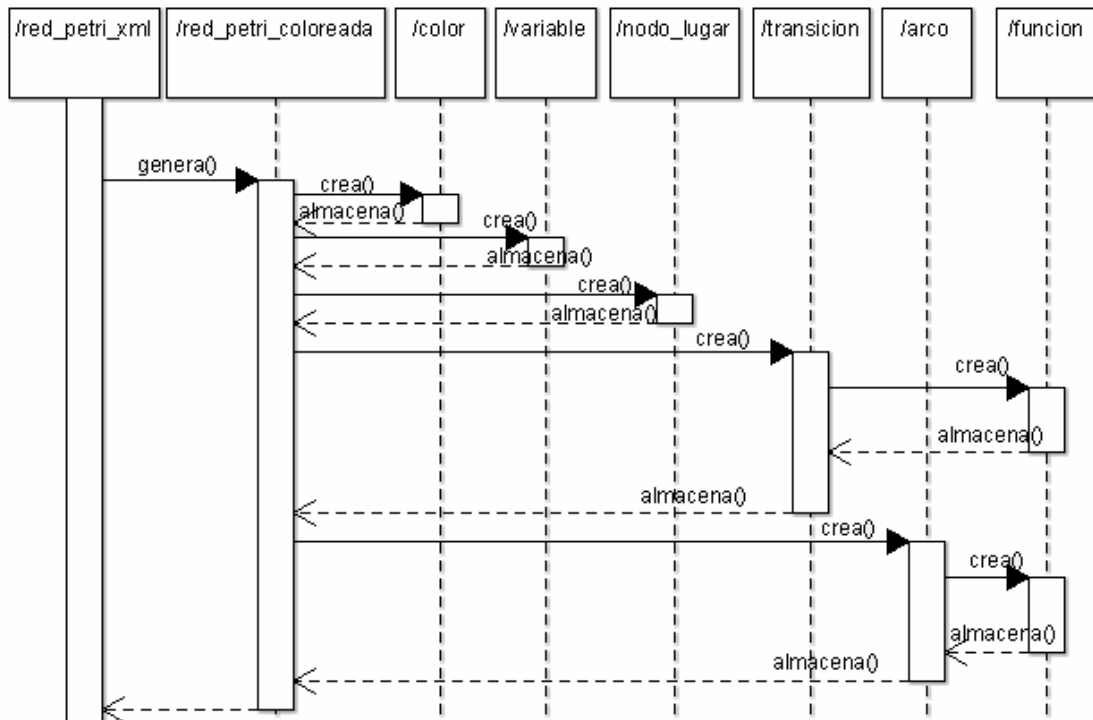 /red_petri_xml
/red_petri_coloreada
/color
/variable
/nodo_lugar
/transicion
/arco
/funcion
genera()
crea()
almacena()
crea()
almacena()
crea()
almacena()
crea()
crea()
almacena()
almacena()
crea()
crea()
almacena()
almacena()